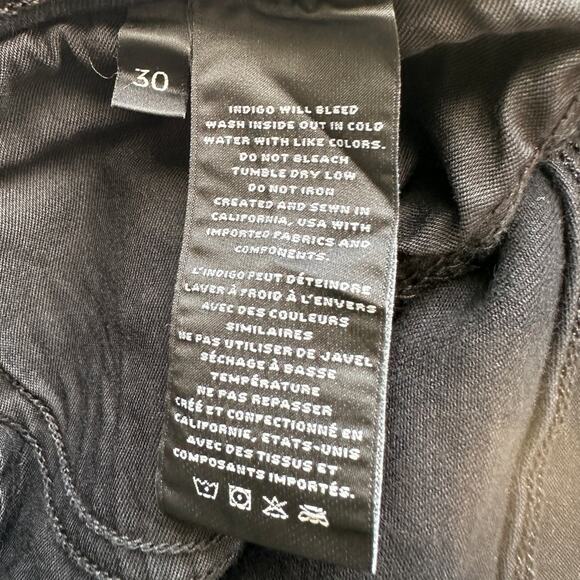 30
INDIGO WILL BLEED
WASH INSIDE OUT IN COLD
WATER WITH LIKE COLORS.
DO NOT BLEACH
TUMBLE DRY LOW
DO NOT IRON
CREATED AND SEWN IN
CALIFORNIA, USA WITH
IMPORTED FABRICS AND
COMPONENTS.
L'INDIGO PEUT DÉTEINDRE
LAVER À FROID À L'ENVERS
AVEC DES COULEURS
SIMILAIRES
NE PAS UTILISER DE JAVEL
SÉCHAGE À BASSE
TEMPÉRATURE
NE PAS REPASSER
CRÉÉ ET CONFECTIONNÉ EN
CALIFORNIE, ETATS-UNIS
AVEC DES TISSUS ET
COMPOSANTS IMPORTÉS.